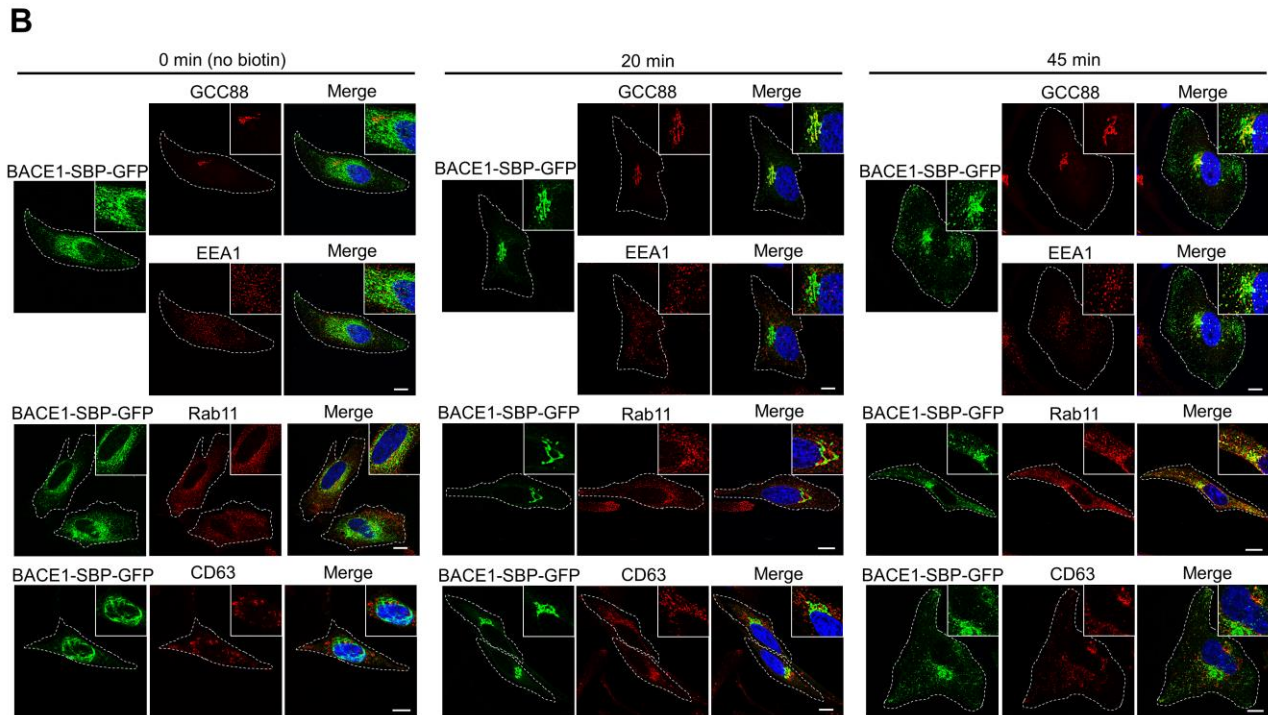 B
0 min (no biotin) 20 min 45 min
GCC88 Merge GCC88 Merge GCC88 Merge
BACE1-SBP-GFP BACE1-SBP-GFP BACE1-SBP-GFP
EEA1 Merge EEA1 Merge EEA1 Merge
BACE1-SBP-GFP Rab11 Merge BACE1-SBP-GFP Rab11 Merge BACE1-SBP-GFP Rab11 Merge
BACE1-SBP-GFP CD63 Merge BACE1-SBP-GFP CD63 Merge BACE1-SBP-GFP CD63 Merge